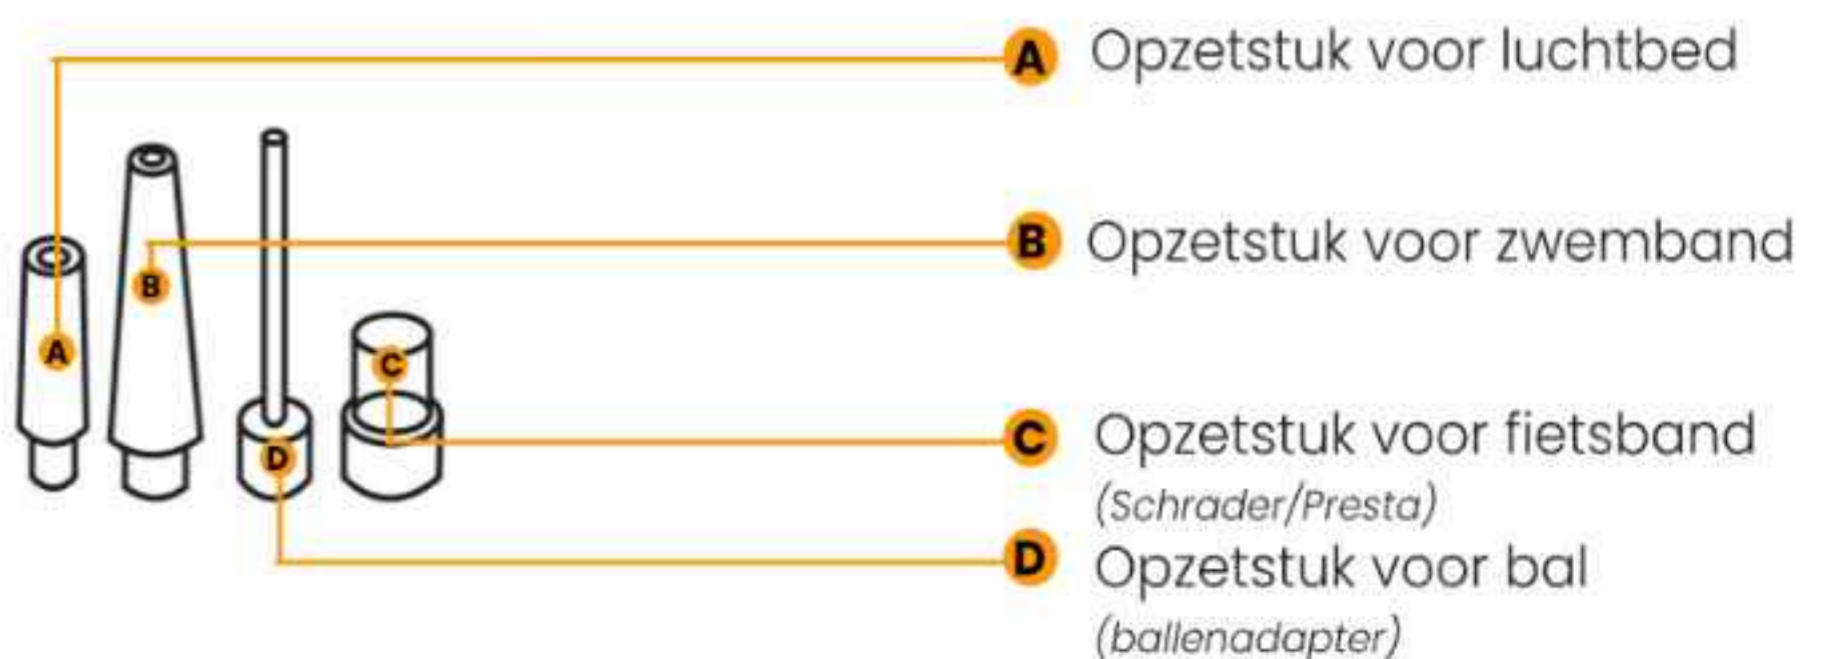 A Opzetstuk voor luchtbed
B Opzetstuk voor zwemband
A
B
C
D
C Opzetstuk voor fietsband
(Schrader/Presta)
D Opzetstuk voor bal
(ballenadapter)